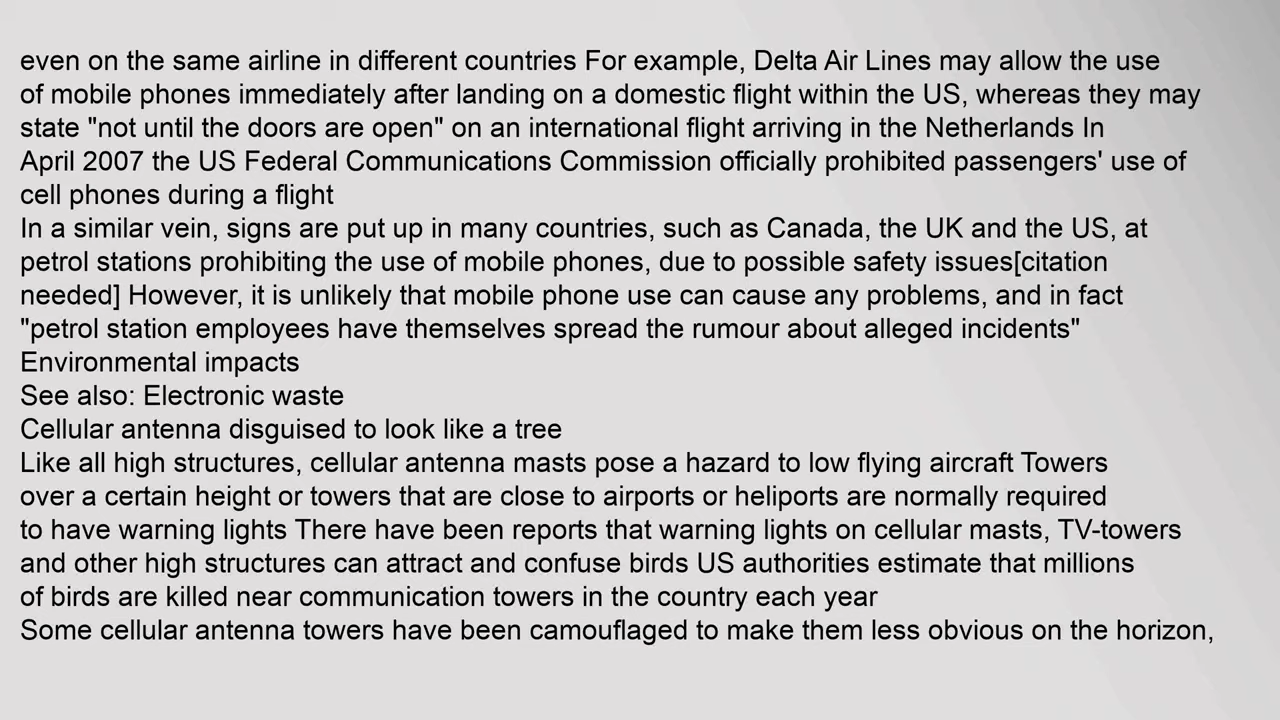 even on the same airline in different countries For example, Delta Air Lines may allow the use
of mobile phones immediately after landing on a domestic flight within the US, whereas they may
state "not until the doors are open" on an international flight arriving in the Netherlands In
April 2007 the US Federal Communications Commission officially prohibited passengers' use of
cell phones during a flight
In a similar vein, signs are put up in many countries, such as Canada, the UK and the US, at
petrol stations prohibiting the use of mobile phones, due to possible safety issues[citation
needed] However, it is unlikely that mobile phone use can cause any problems, and in fact
"petrol station employees have themselves spread the rumour about alleged incidents"
Environmental impacts
See also: Electronic waste
Cellular antenna disguised to look like a tree
Like all high structures, cellular antenna masts pose a hazard to low flying aircraft Towers
over a certain height or towers that are close to airports or heliports are normally required
to have warning lights There have been reports that warning lights on cellular masts, TV-towers
and other high structures can attract and confuse birds US authorities estimate that millions
of birds are killed near communication towers in the country each year
Some cellular antenna towers have been camouflaged to make them less obvious on the horizon,